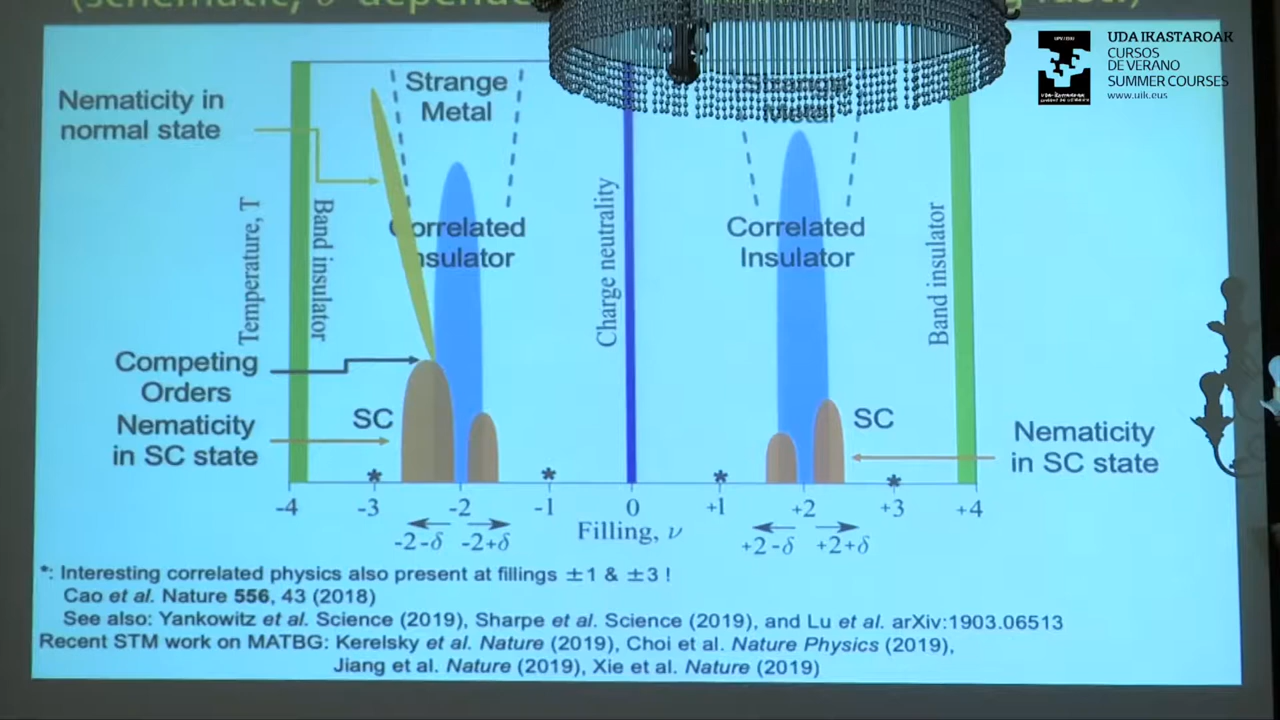 UDA IKASTAROAK
CURSOS
DE VERANO
SUMMER COURSES
www.uik.eus
Nematicity in
normal state
Strange
Metal
Strange
Metal
Temperature, T
Band insulator
Correlated
Insulator
Charge neutrality
Correlated
Insulator
Band insulator
Competing
Orders
Nematicity
in SC state
SC
SC
Nematicity
in SC state
* * * *
-4 -3 -2 -1 0 +1 +2 +3 +4
-2-δ -2+δ
Filling, ν
+2-δ +2+δ
*: Interesting correlated physics also present at fillings ±1 & ±3 !
Cao et al. Nature 556, 43 (2018)
See also: Yankowitz et al. Science (2019), Sharpe et al. Science (2019), and Lu et al. arXiv:1903.06513
Recent STM work on MATBG: Kerelsky et al. Nature (2019), Choi et al. Nature Physics (2019),
Jiang et al. Nature (2019), Xie et al. Nature (2019)